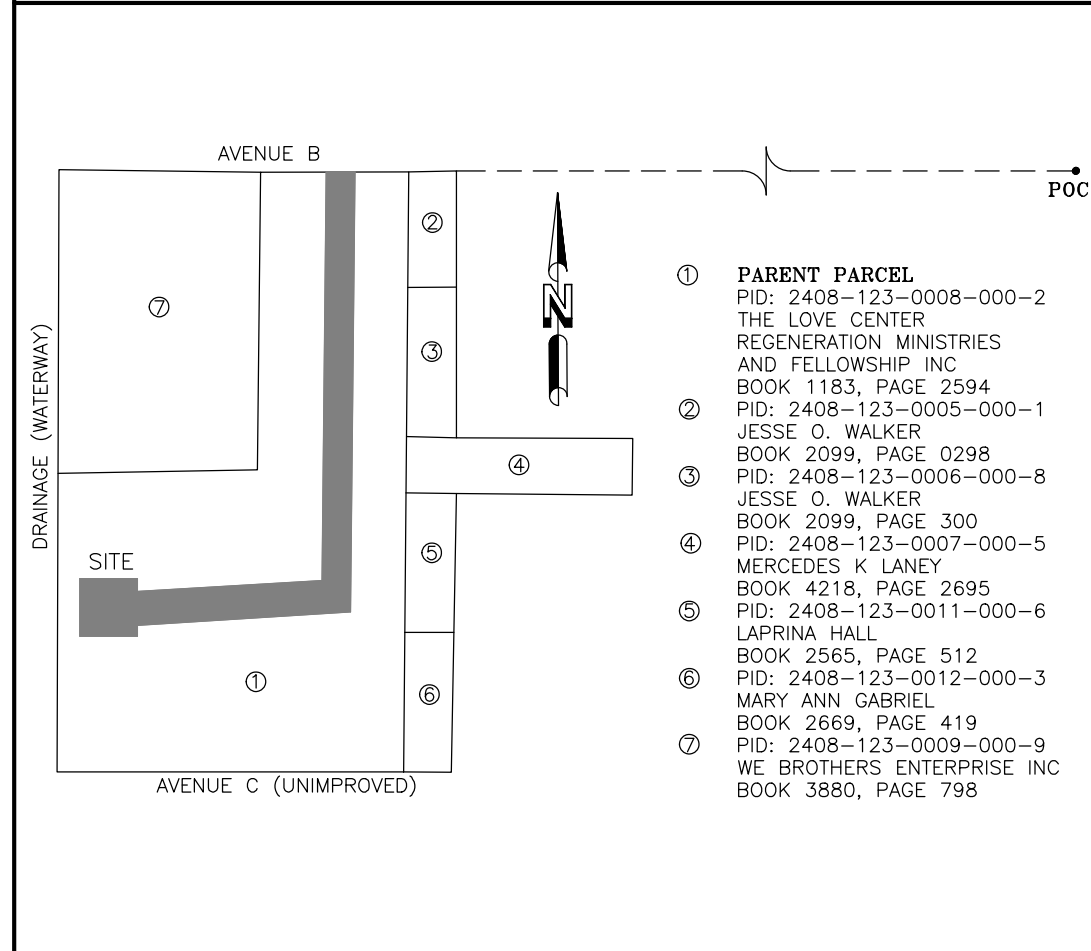 AVENUE B
POC
②
⑦
③
DRAINAGE (WATERWAY)
N
④
⑤
SITE
①
⑥
AVENUE C (UNIMPROVED)
① PARENT PARCEL
PID: 2408-123-0008-000-2
THE LOVE CENTER
REGENERATION MINISTRIES
AND FELLOWSHIP INC
BOOK 1183, PAGE 2594
② PID: 2408-123-0005-000-1
JESSE O. WALKER
BOOK 2099, PAGE 0298
③ PID: 2408-123-0006-000-8
JESSE O. WALKER
BOOK 2099, PAGE 300
④ PID: 2408-123-0007-000-5
MERCEDES K LANEY
BOOK 4218, PAGE 2695
⑤ PID: 2408-123-0011-000-6
LAPRINA HALL
BOOK 2565, PAGE 512
⑥ PID: 2408-123-0012-000-3
MARY ANN GABRIEL
BOOK 2669, PAGE 419
⑦ PID: 2408-123-0009-000-9
WE BROTHERS ENTERPRISE INC
BOOK 3880, PAGE 798